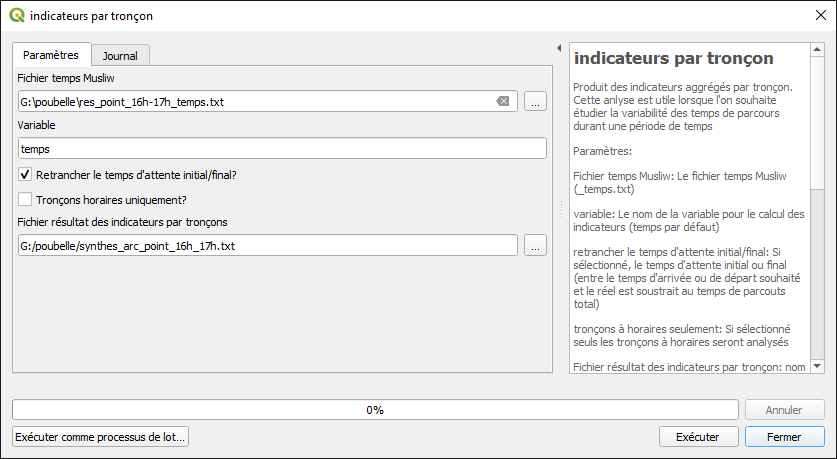 indicateurs par tronçon
Paramètres
Journal
Fichier temps Musliw
G:\poubelle\res_point_16h-17h_temps.txt
...
Variable
temps
Retrancher le temps d'attente initial/final?
Tronçons horaires uniquement?
Fichier résultat des indicateurs par tronçons
G:/poubelle/synthes_arc_point_16h_17h.txt
...
indicateurs par tronçon
Produit des indicateurs aggrégés par tronçon.
Cette anlyse est utile lorsque l'on souhaite
étudier la variabilité des temps de parcours
durant une période de temps
Paramètres:
Fichier temps Musliw: Le fichier temps Musliw
(_temps.txt)
variable: Le nom de la variable pour le calcul des
indicateurs (temps par défaut)
retrancher le temps d'attente initial/final: Si
sélectionné, le temps d'attente initial ou final
(entre le temps d'arrivée ou de départ souhaité
et le réel est soustrait au temps de parcouts
total)
tronçons à horaires seulement: Si sélectionné
seuls les tronçons à horaires seront analysés
Fichier résultat des indicateurs par tronçon: nom
0%
Annuler
Exécuter comme processus de lot...
Exécuter
Fermer